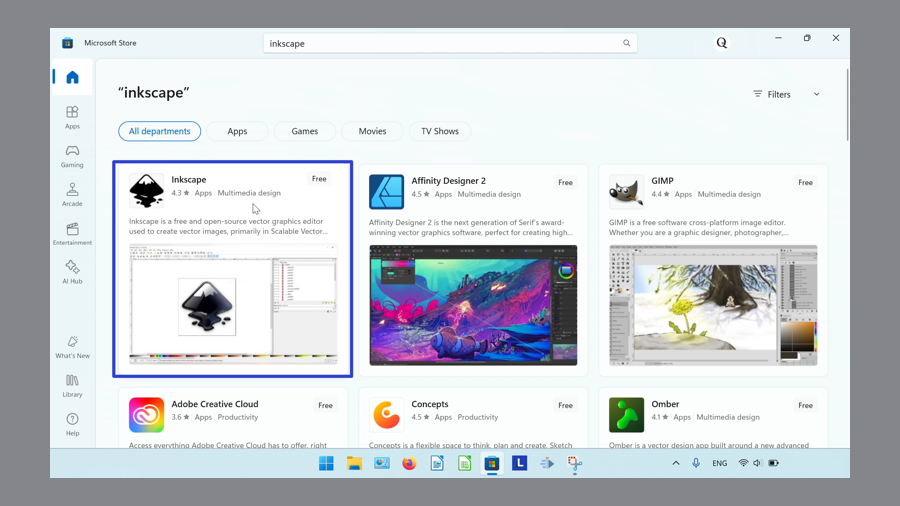 Microsoft Store
inkscape
“inkscape”
Filters
All departments
Apps
Games
Movies
TV Shows
Home
Apps
Gaming
Arcade
Entertainment
AI Hub
What's New
Library
Help
Inkscape
Free
4.3 ★ Apps Multimedia design
Inkscape is a free and open-source vector graphics editor
used to create vector images, primarily in Scalable Vector...
Affinity Designer 2
Free
4.5 ★ Apps Multimedia design
Affinity Designer 2 is the next generation of Serif's award-
winning vector graphics software, perfect for creating high...
GIMP
Free
4.4 ★ Apps Multimedia design
GIMP is a free software cross-platform image editor.
Whether you are a graphic designer, photographer,...
Adobe Creative Cloud
Free
3.6 ★ Apps Productivity
Access everything Adobe Creative Cloud has to offer, right
Concepts
Free
4.5 ★ Apps Productivity
Concepts is a flexible space to think, plan and create. Sketch
Omber
Free
4.1 ★ Apps Multimedia design
Omber is a vector design app built around a new advanced
L
ENG